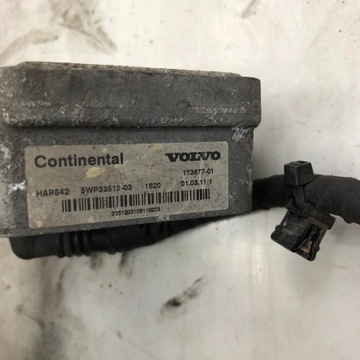 Continental VOLVO
113677-01
HAP542 5WP33512-03 1620 01.03.11/1